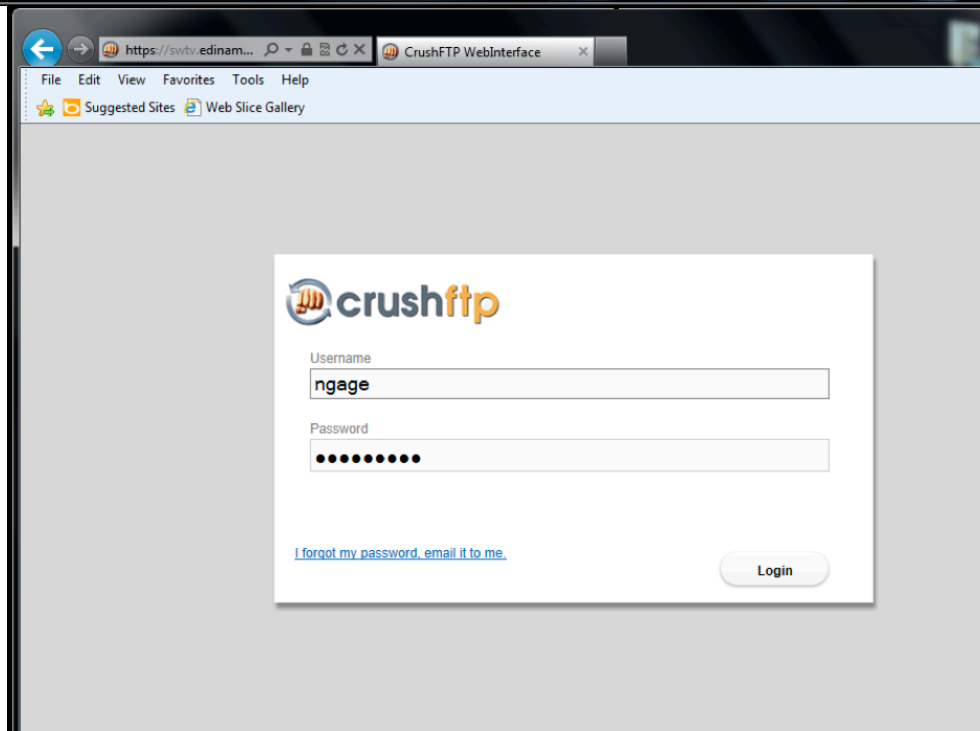 https://swtv.edinam...
CrushFTP WebInterface
File Edit View Favorites Tools Help
Suggested Sites Web Slice Gallery
crushftp
Username
ngage
Password
●●●●●●●●●
I forgot my password, email it to me.
Login